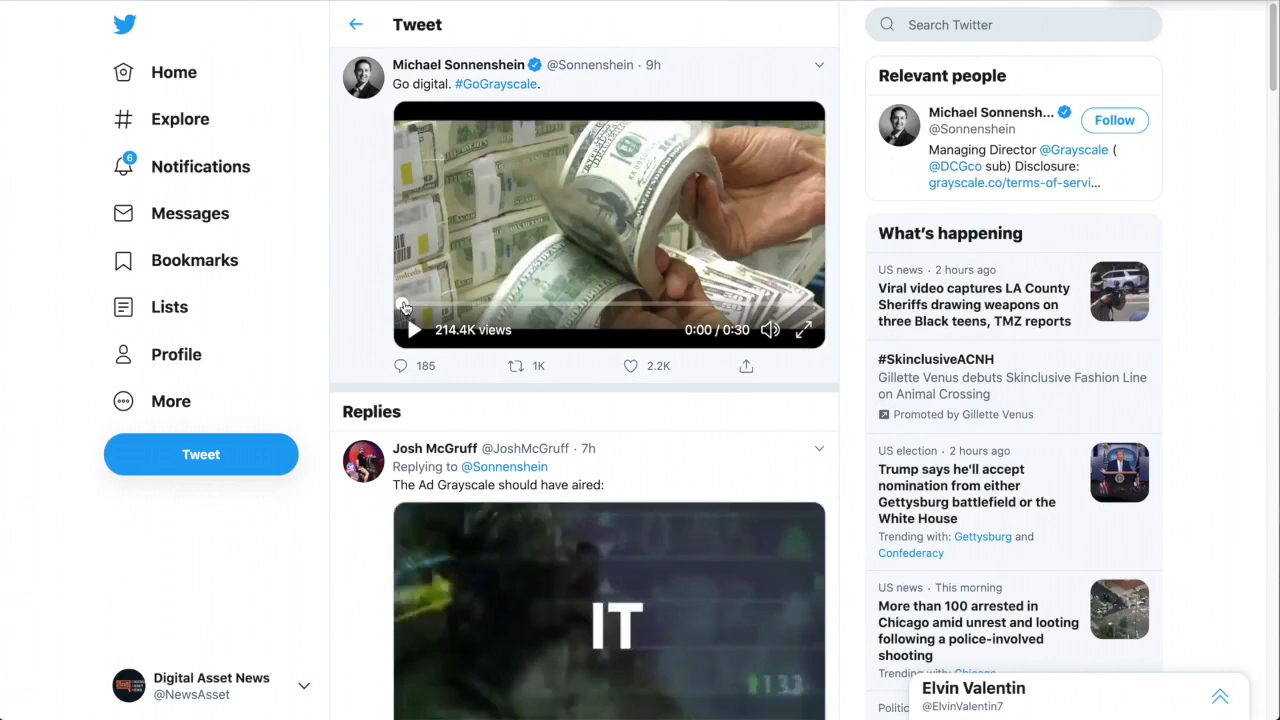 Home
Explore
6
Notifications
Messages
Bookmarks
Lists
Profile
More
Tweet
Digital Asset News
@NewsAsset
Tweet
Michael Sonnenshein @Sonnenshein · 9h
Go digital. #GoGrayscale.
214.4K views
0:00 / 0:30
185
1K
2.2K
Replies
Josh McGruff @JoshMcGruff · 7h
Replying to @Sonnenshein
The Ad Grayscale should have aired:
IT
Search Twitter
Relevant people
Michael Sonnensh...
@Sonnenshein
Follow
Managing Director @Grayscale (
@DCGco sub) Disclosure:
grayscale.co/terms-of-servi...
What's happening
US news · 2 hours ago
Viral video captures LA County
Sheriffs drawing weapons on
three Black teens, TMZ reports
#SkinclusiveACNH
Gillette Venus debuts Skinclusive Fashion Line
on Animal Crossing
Promoted by Gillette Venus
US election · 2 hours ago
Trump says he'll accept
nomination from either
Gettysburg battlefield or the
White House
Trending with: Gettysburg and
Confederacy
US news · This morning
More than 100 arrested in
Chicago amid unrest and looting
following a police-involved
shooting
Trending with: Chicago
Politic
Elvin Valentin
@ElvinValentin7